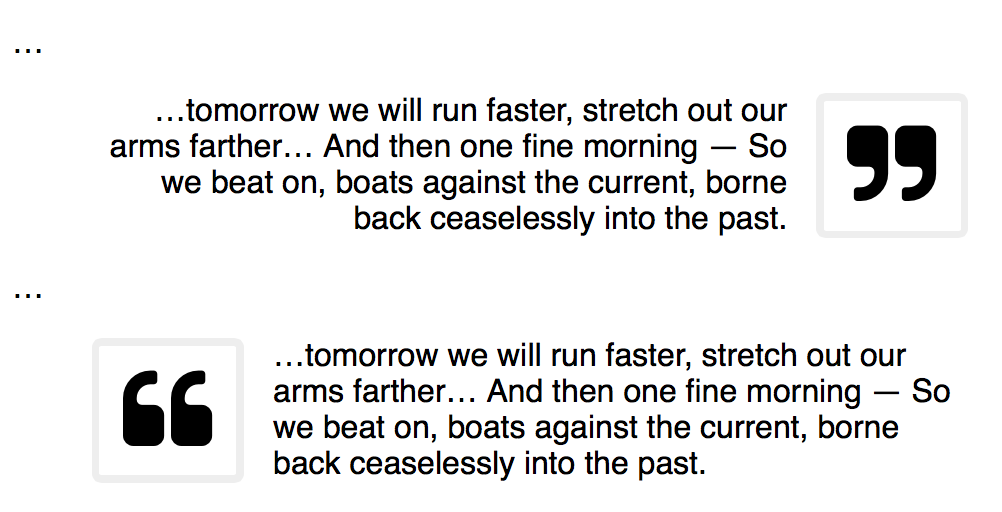 …
…tomorrow we will run faster, stretch out our
arms farther… And then one fine morning — So
we beat on, boats against the current, borne
back ceaselessly into the past.
”
…
“
…tomorrow we will run faster, stretch out our
arms farther… And then one fine morning — So
we beat on, boats against the current, borne
back ceaselessly into the past.